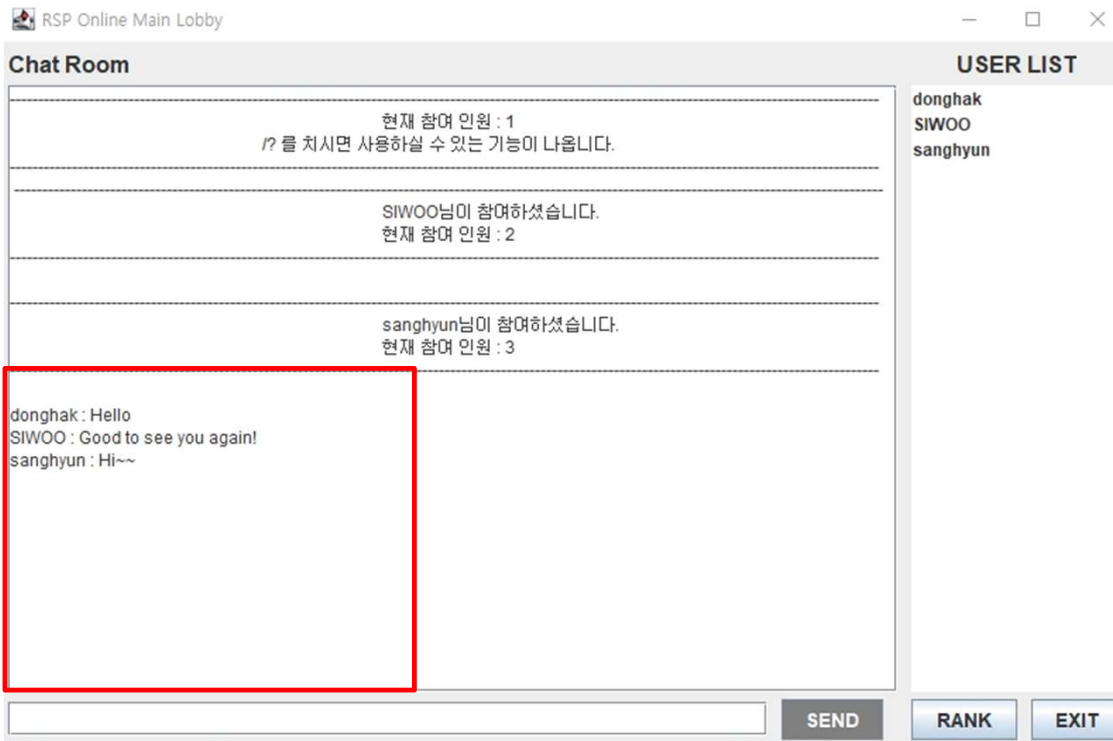 RSP Online Main Lobby
Chat Room
USER LIST
현재 참여 인원 : 1
/? 를 치시면 사용하실 수 있는 기능이 나옵니다.
SIWOO님이 참여하셨습니다.
현재 참여 인원 : 2
sanghyun님이 참여하셨습니다.
현재 참여 인원 : 3
donghak : Hello
SIWOO : Good to see you again!
sanghyun : Hi~~
donghak
SIWOO
sanghyun
SEND
RANK
EXIT